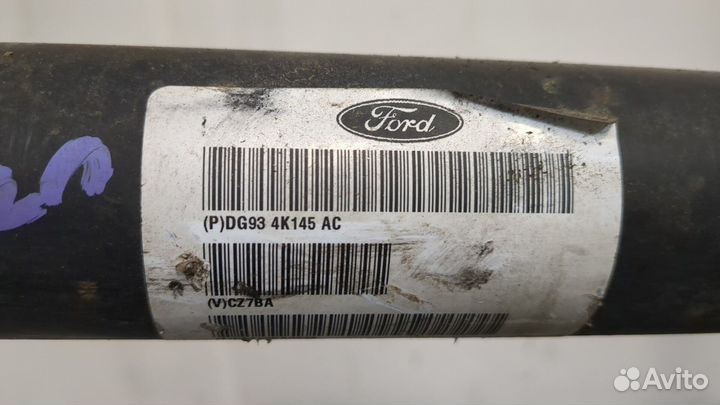 Ford
(P)DG93 4K145 AC
(V)CZ7BA
Avito